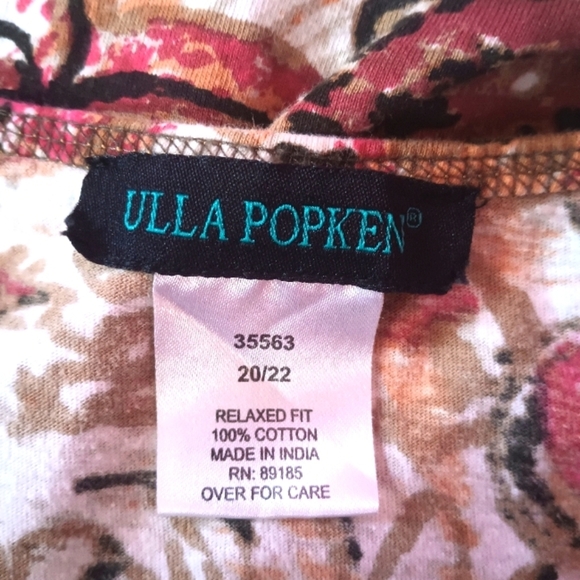 ULLA POPKEN®
35563
20/22
RELAXED FIT
100% COTTON
MADE IN INDIA
RN: 89185
OVER FOR CARE